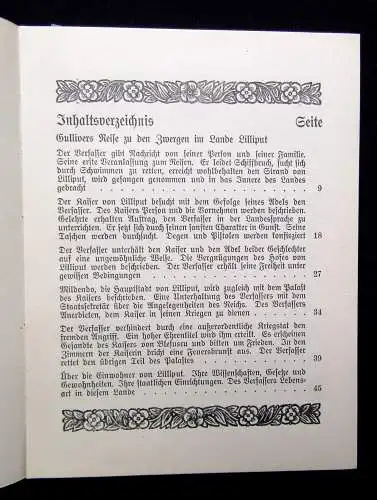 Inhaltsverzeichnis Seite
Gullivers Reise zu den Zwergen im Lande Lilliput
Der Verfasser gibt Nachricht von seiner Person und seiner Familie.
Seine erste Veranlassung zum Reisen. Er leidet Schiffbruch, sucht sich
durch Schwimmen zu retten, erreicht wohlbehalten den Strand von
Lilliput, wird gefangen genommen und in das Innere des Landes
gebracht 9
Der Kaiser von Lilliput besucht mit dem Gefolge seines Adels den
Verfasser. Des Kaisers Person und die Vornehmen werden beschrieben.
Gelehrte erhalten Auftrag, den Verfasser in der Landessprache zu
unterrichten. Er setzt sich durch seinen sanften Charakter in Gunst. Seine
Taschen werden durchsucht. Degen und Pistolen werden konfisziert 18
Der Verfasser unterhält den Kaiser und den Adel beider Geschlechter
auf eine ungewöhnliche Weise. Die Vergnügungen des Hofes von
Lilliput werden beschrieben. Der Verfasser erhält seine Freiheit unter
gewissen Bedingungen 27
Mildendo, die Hauptstadt von Lilliput, wird zugleich mit dem Palast
des Kaisers beschrieben. Eine Unterhaltung des Verfassers mit dem
Staatssekretär über die Angelegenheiten des Reichs. Des Verfassers
Anerbieten, dem Kaiser in seinen Kriegen zu dienen 34
Der Verfasser verhindert durch eine außerordentliche Kriegstat den
fremden Angriff. Ein hoher Ehrentitel wird ihm erteilt. Es erscheinen
Gesandte des Kaisers von Blefuscu und bitten um Frieden. In den
Zimmern der Kaiserin bricht eine Feuersbrunst aus. Der Verfasser
rettet den übrigen Teil des Palastes 39
Über die Einwohner von Lilliput. Ihre Wissenschaften, Gesetze und
Gewohnheiten. Ihre staatlichen Einrichtungen. Des Verfassers Lebens-
art in diesem Lande 45